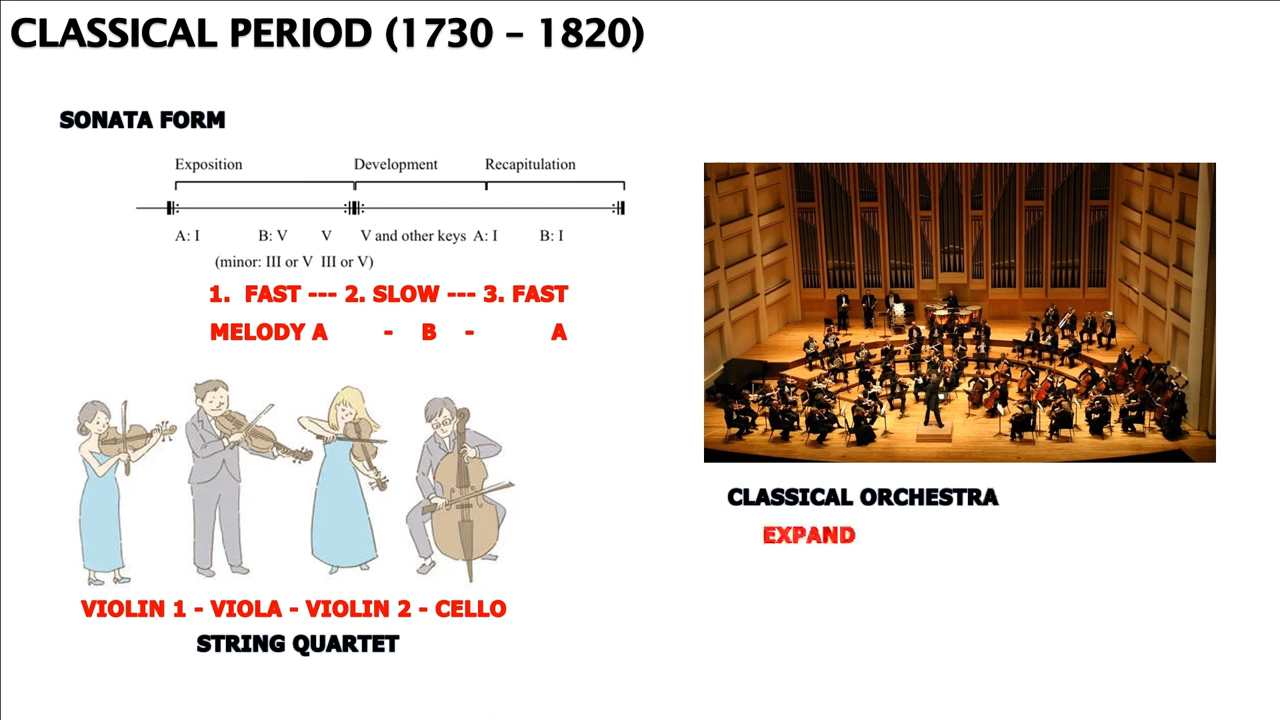 CLASSICAL PERIOD (1730 – 1820)
SONATA FORM
Exposition Development Recapitulation
A: I B: V V V and other keys A: I B: I
(minor: III or V III or V)
1. FAST --- 2. SLOW --- 3. FAST
MELODY A - B - A
VIOLIN 1 - VIOLA - VIOLIN 2 - CELLO
STRING QUARTET
CLASSICAL ORCHESTRA
EXPAND